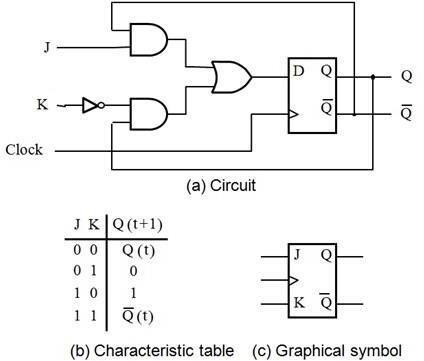 J
D Q
Q
K
Q̅
Q̅
Clock
(a) Circuit
J K Q(t+1)
0 0 Q(t)
0 1 0
1 0 1
1 1 Q̅(t)
J Q
K Q̅
(b) Characteristic table (c) Graphical symbol